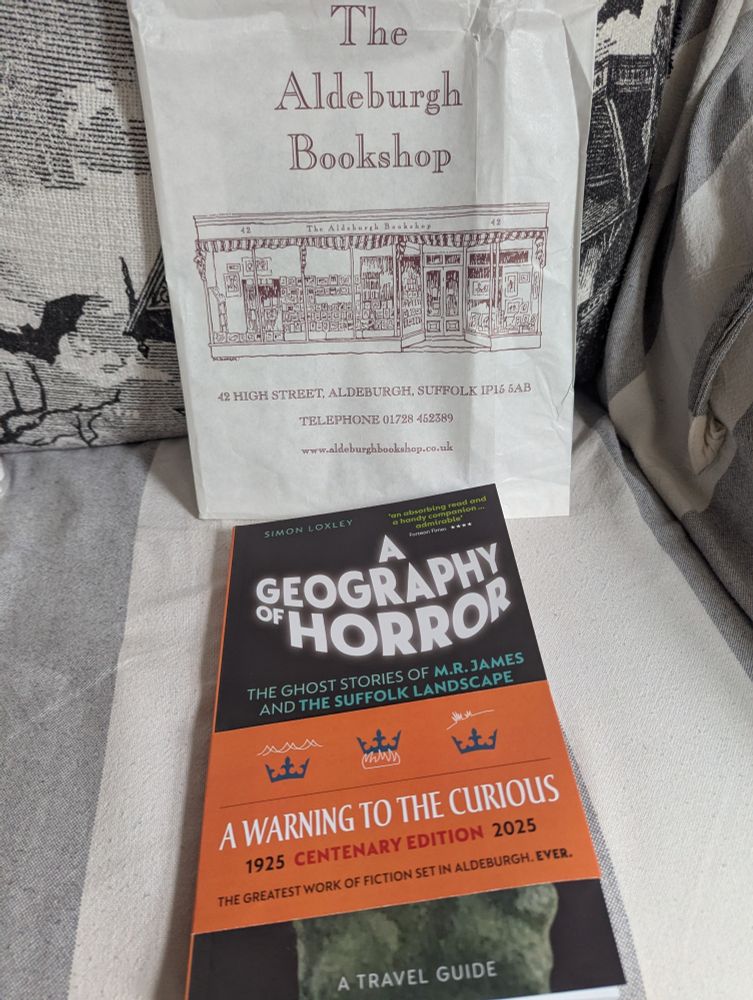 The
Aldeburgh
Bookshop
42 The Aldeburgh Bookshop 42
42 HIGH STREET, ALDEBURGH, SUFFOLK IP15 5AB
TELEPHONE 01728 452389
www.aldeburghbookshop.co.uk
SIMON LOXLEY
'an absorbing read and
a handy companion ...
admirable'
Fortean Times ★★★★
A
GEOGRAPHY
OF HORROR
THE GHOST STORIES OF M.R. JAMES
AND THE SUFFOLK LANDSCAPE
A WARNING TO THE CURIOUS
1925 CENTENARY EDITION 2025
THE GREATEST WORK OF FICTION SET IN ALDEBURGH. EVER.
A TRAVEL GUIDE